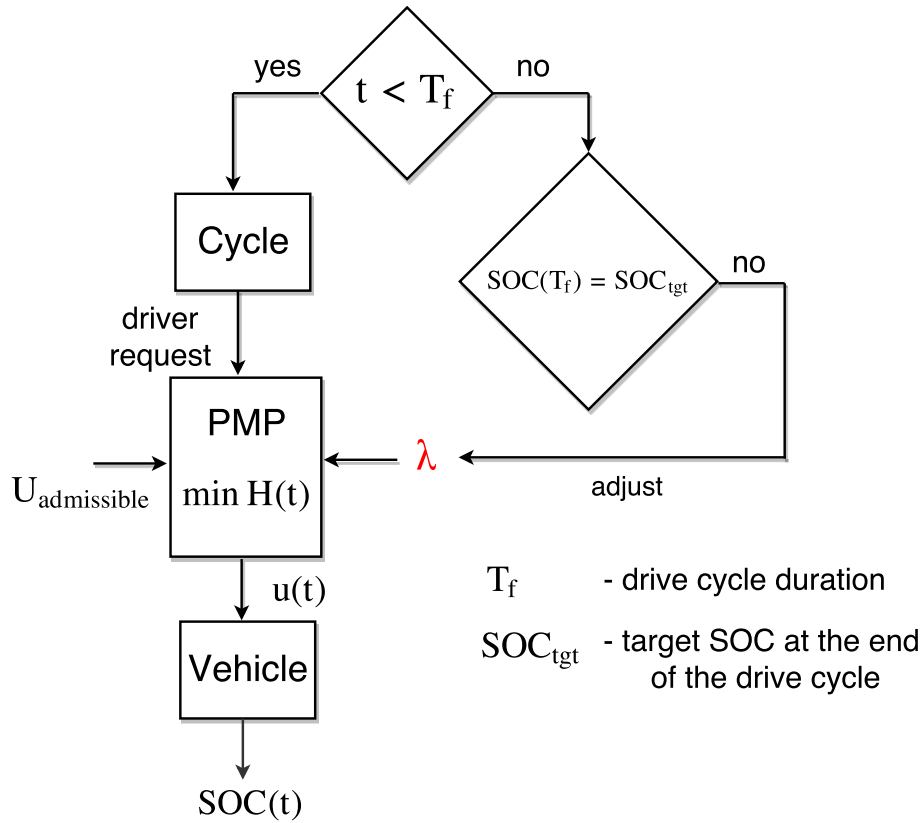 yes
t < T_f
no
Cycle
SOC(T_f) = SOC_tgt
no
driver
request
PMP
min H(t)
U_admissible
λ
adjust
u(t)
T_f - drive cycle duration
SOC_tgt - target SOC at the end
of the drive cycle
Vehicle
SOC(t)